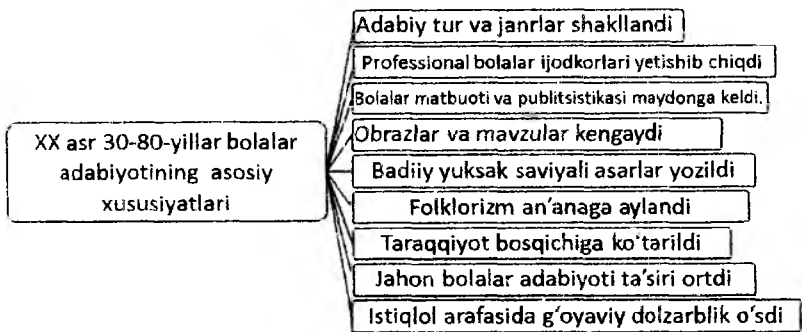 XX asr 30-80-yillar bolalar
adabiyotining asosiy
xususiyatlari
Adabiy tur va janrlar shakllandi
Professional bolalar ijodkorlari yetishib chiqdi
Bolalar matbuoti va publitsistikasi maydonga keldi.
Obrazlar va mavzular kengaydi
Badiiy yuksak saviyali asarlar yozildi
Folklorizm an’anaga aylandi
Taraqqiyot bosqichiga ko‘tarildi
Jahon bolalar adabiyoti ta’siri ortdi
Istiqlol arafasida g‘oyaviy dolzarblik o‘sdi